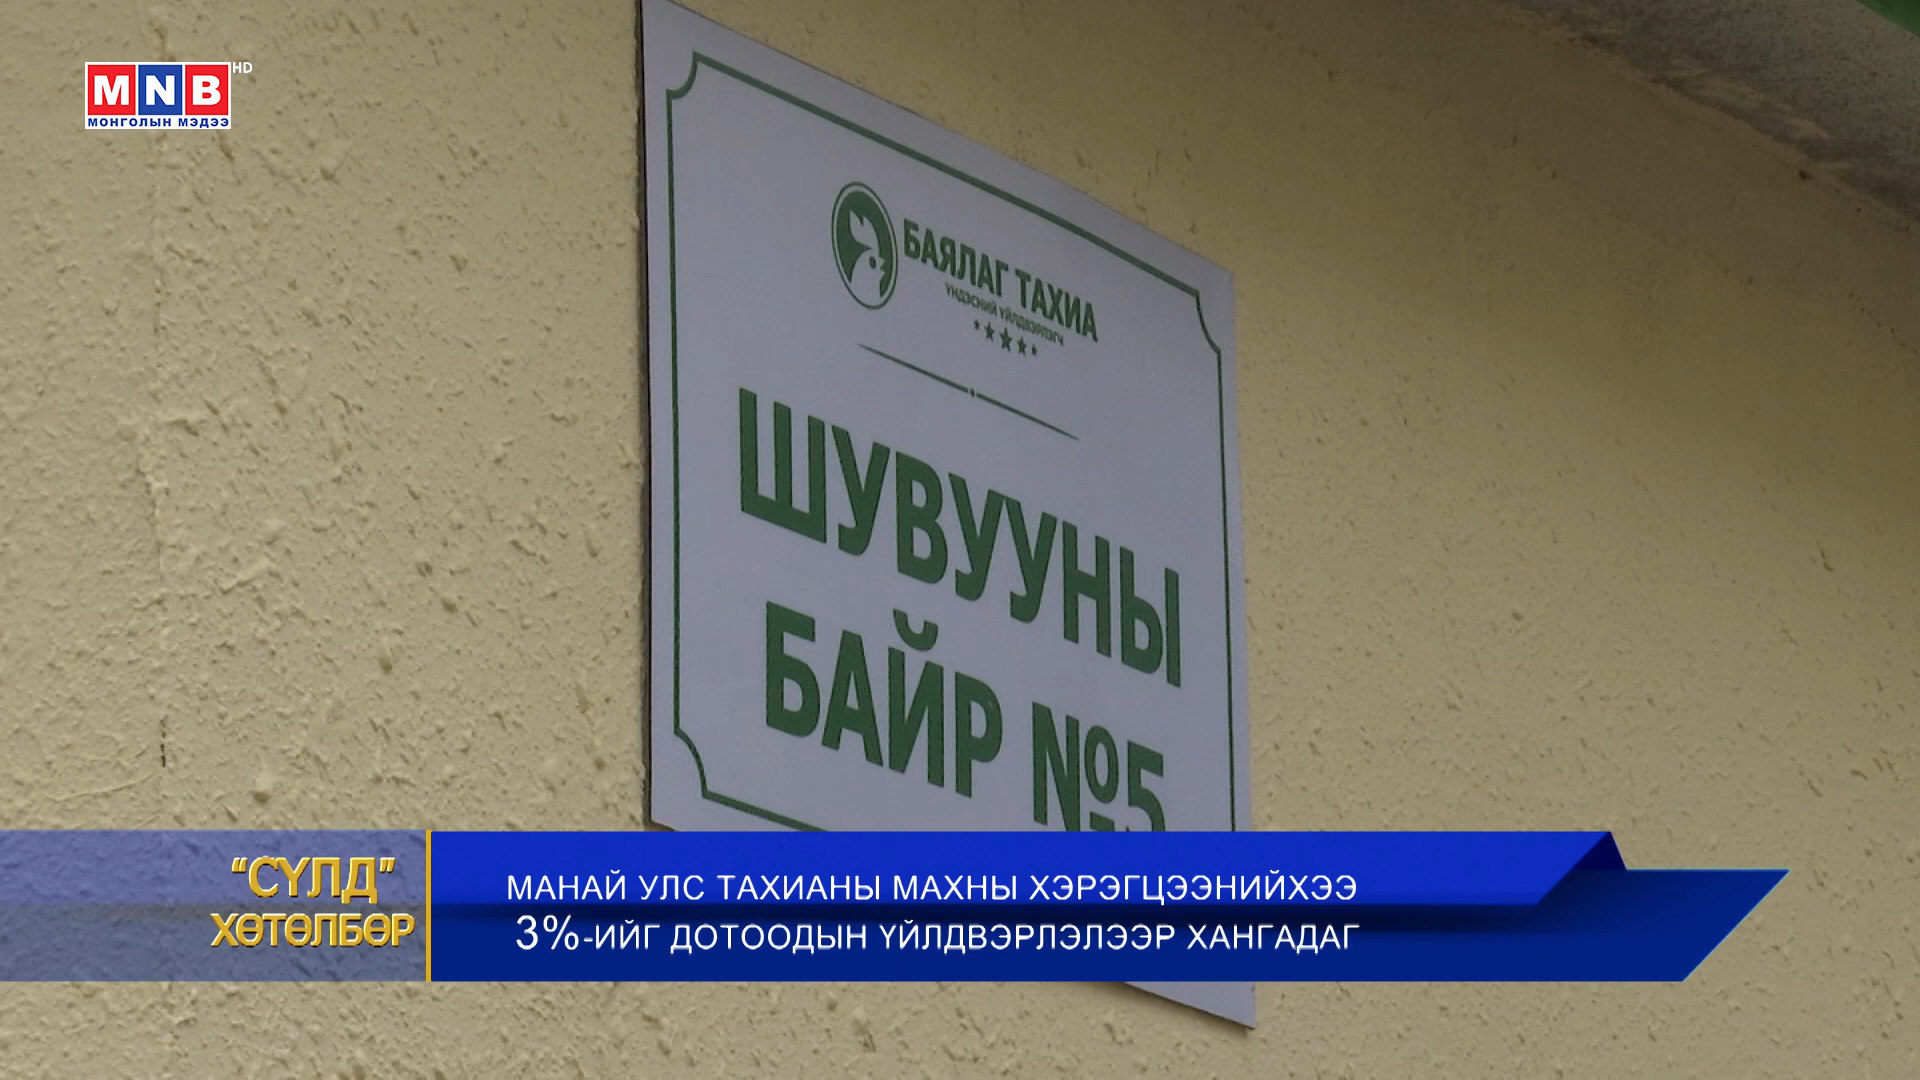 MNB HD
МОНГОЛЫН МЭДЭЭ
БАЯЛАГ ТАХИА
ҮНДЭСНИЙ ҮЙЛДВЭРЛЭГЧ
ШУВУУНЫ
БАЙР №5
“СҮЛД”
ХӨТӨЛБӨР
МАНАЙ УЛС ТАХИАНЫ МАХНЫ ХЭРЭГЦЭЭНИЙХЭЭ
3%-ИЙГ ДОТООДЫН ҮЙЛДВЭРЛЭЛЭЭР ХАНГАДАГ